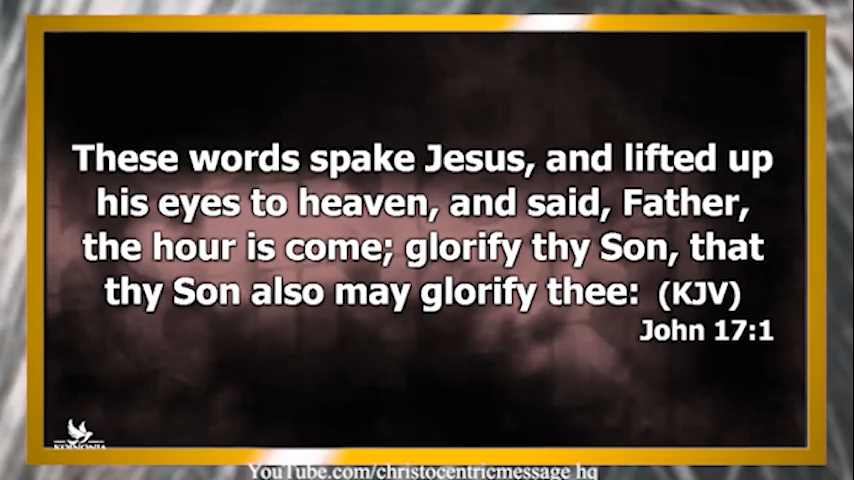 These words spake Jesus, and lifted up
his eyes to heaven, and said, Father,
the hour is come; glorify thy Son, that
thy Son also may glorify thee: (KJV)
John 17:1
KOINONIA
YouTube.com/christocentricmessage hq